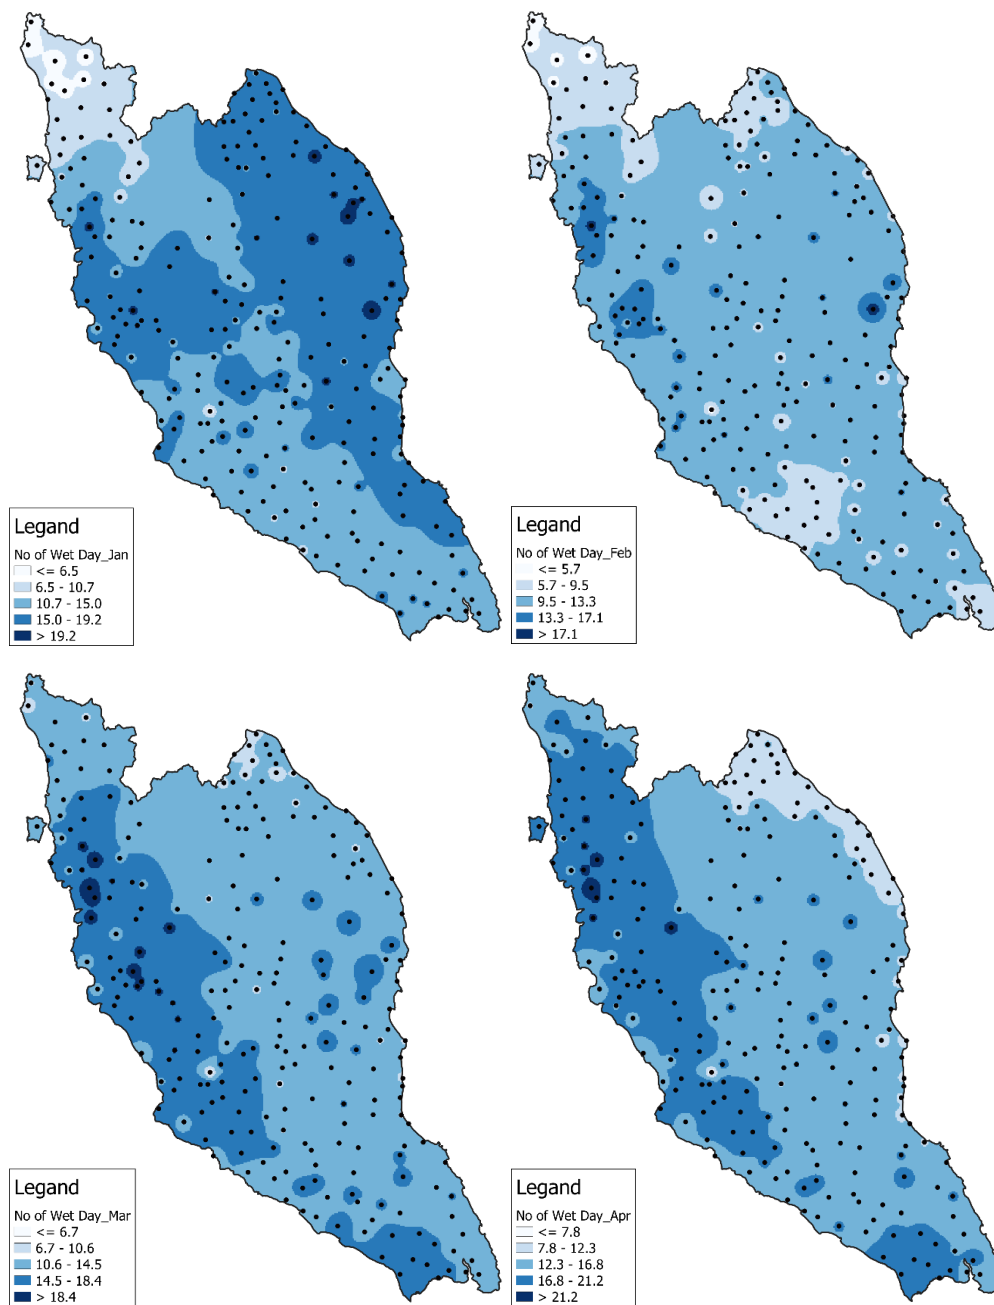 Legand
No of Wet Day_Jan
<= 6.5
6.5 - 10.7
10.7 - 15.0
15.0 - 19.2
> 19.2
Legand
No of Wet Day_Feb
<= 5.7
5.7 - 9.5
9.5 - 13.3
13.3 - 17.1
> 17.1
Legand
No of Wet Day_Mar
<= 6.7
6.7 - 10.6
10.6 - 14.5
14.5 - 18.4
> 18.4
Legand
No of Wet Day_Apr
<= 7.8
7.8 - 12.3
12.3 - 16.8
16.8 - 21.2
> 21.2